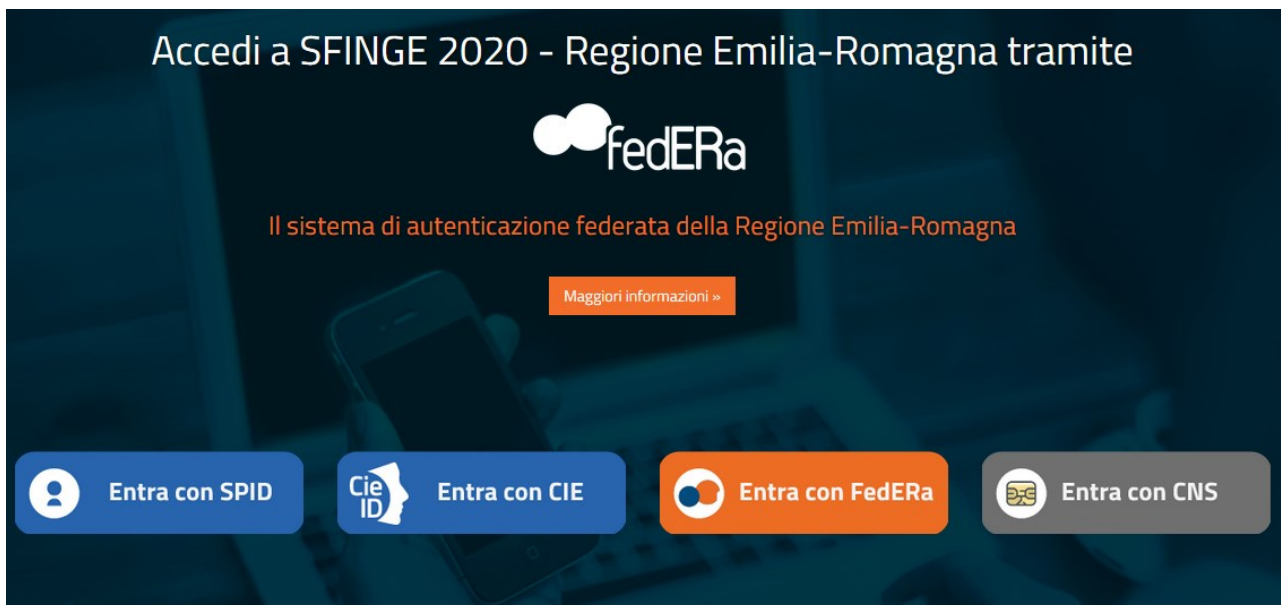 Accedi a SFINGE 2020 - Regione Emilia-Romagna tramite
fedERa
Il sistema di autenticazione federata della Regione Emilia-Romagna
Maggiori informazioni »
Entra con SPID
Cie
ID
Entra con CIE
Entra con FedERa
Entra con CNS